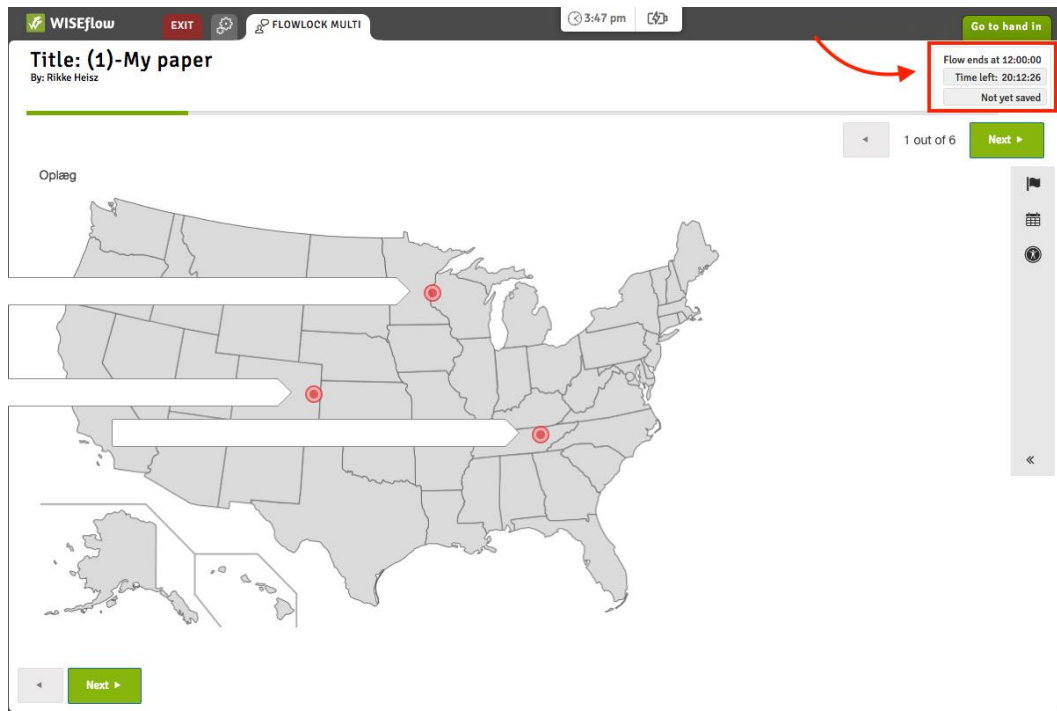 WISEflow
EXIT
FLOWLOCK MULTI
3:47 pm
Go to hand in
Title: (1)-My paper
By: Rikke Heisz
Flow ends at 12:00:00
Time left: 20:12:26
Not yet saved
1 out of 6
Next
Oplæg
Next